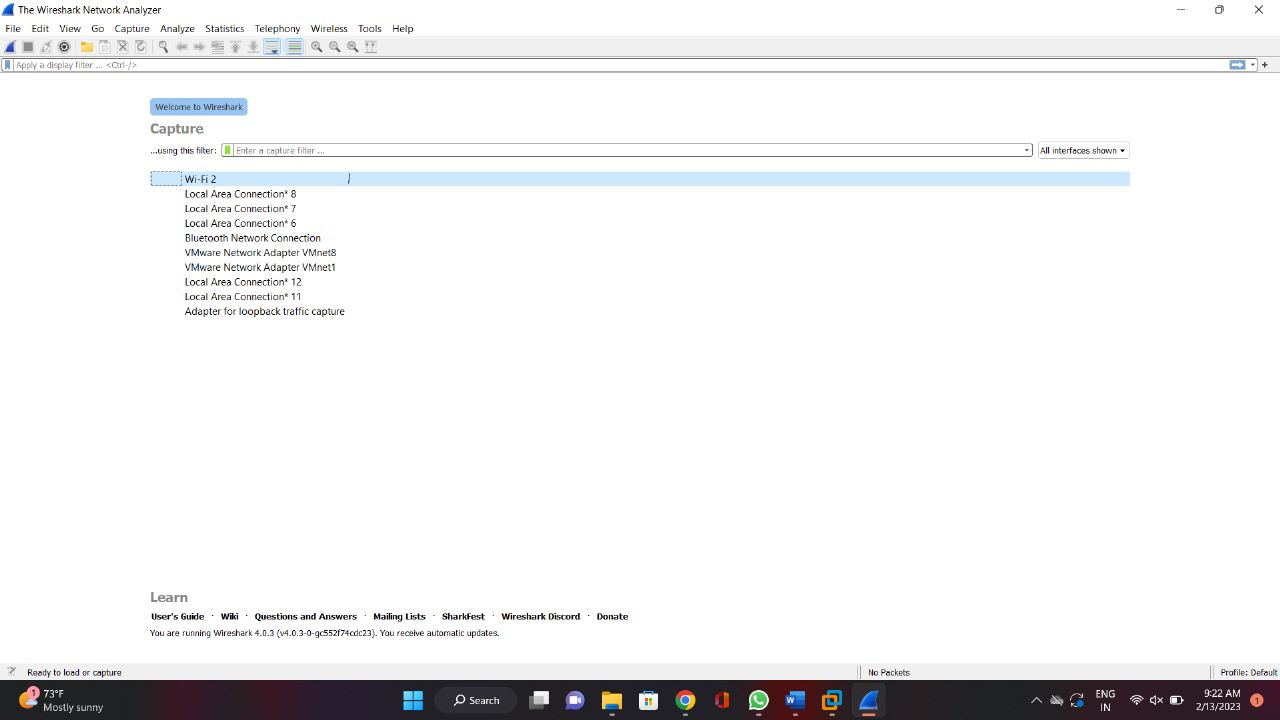 The Wireshark Network Analyzer
File Edit View Go Capture Analyze Statistics Telephony Wireless Tools Help
Apply a display filter ... <Ctrl-/>
Welcome to Wireshark
Capture
...using this filter: Enter a capture filter ... All interfaces shown
Wi-Fi 2
Local Area Connection* 8
Local Area Connection* 7
Local Area Connection* 6
Bluetooth Network Connection
VMware Network Adapter VMnet8
VMware Network Adapter VMnet1
Local Area Connection* 12
Local Area Connection* 11
Adapter for loopback traffic capture
Learn
User's Guide · Wiki · Questions and Answers · Mailing Lists · SharkFest · Wireshark Discord · Donate
You are running Wireshark 4.0.3 (v4.0.3-0-gc552f74cdc23). You receive automatic updates.
Ready to load or capture No Packets Profile: Default
1 73°F
Mostly sunny
Search
ENG
IN
9:22 AM
2/13/2023
1